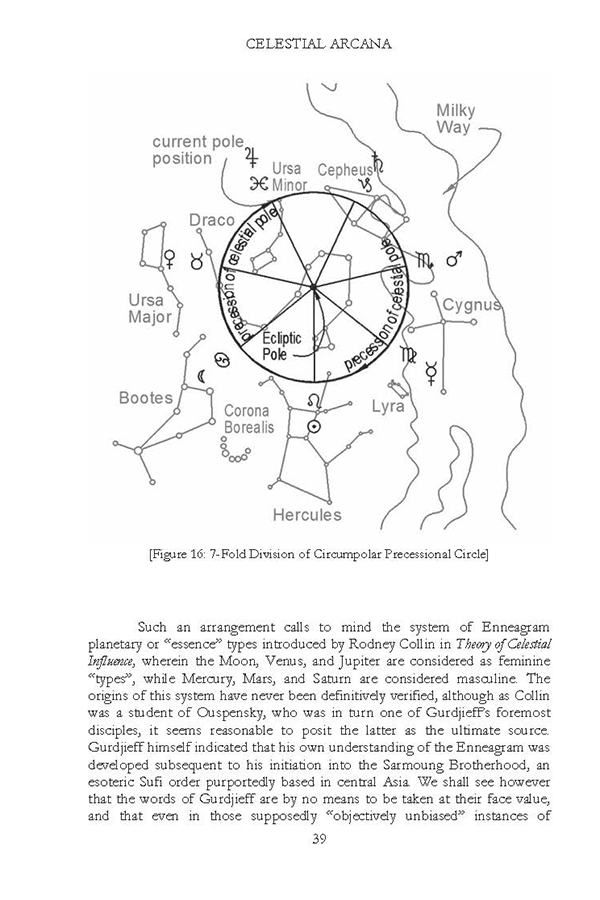 CELESTIAL ARCANA
Milky
Way
current pole
position
Ursa
Minor
Cepheus
Draco
precession of celestial pole
precession of celestial pole
Ursa
Major
Cygnus
Ecliptic
Pole
Bootes
Corona
Borealis
Lyra
Hercules
[Figure 16: 7-Fold Division of Circumpolar Precessional Circle]
Such an arrangement calls to mind the system of Enneagram
planetary or “essence” types introduced by Rodney Collin in Theory of Celestial
Influence, wherein the Moon, Venus, and Jupiter are considered as feminine
“types”, while Mercury, Mars, and Saturn are considered masculine. The
origins of this system have never been definitively verified, although as Collin
was a student of Ouspensky, who was in turn one of Gurdjieff’s foremost
disciples, it seems reasonable to posit the latter as the ultimate source.
Gurdjieff himself indicated that his own understanding of the Enneagram was
developed subsequent to his initiation into the Sarmoung Brotherhood, an
esoteric Sufi order purportedly based in central Asia. We shall see however
that the words of Gurdjieff are by no means to be taken at their face value,
and that even in those supposedly “objectively unbiased” instances of
39